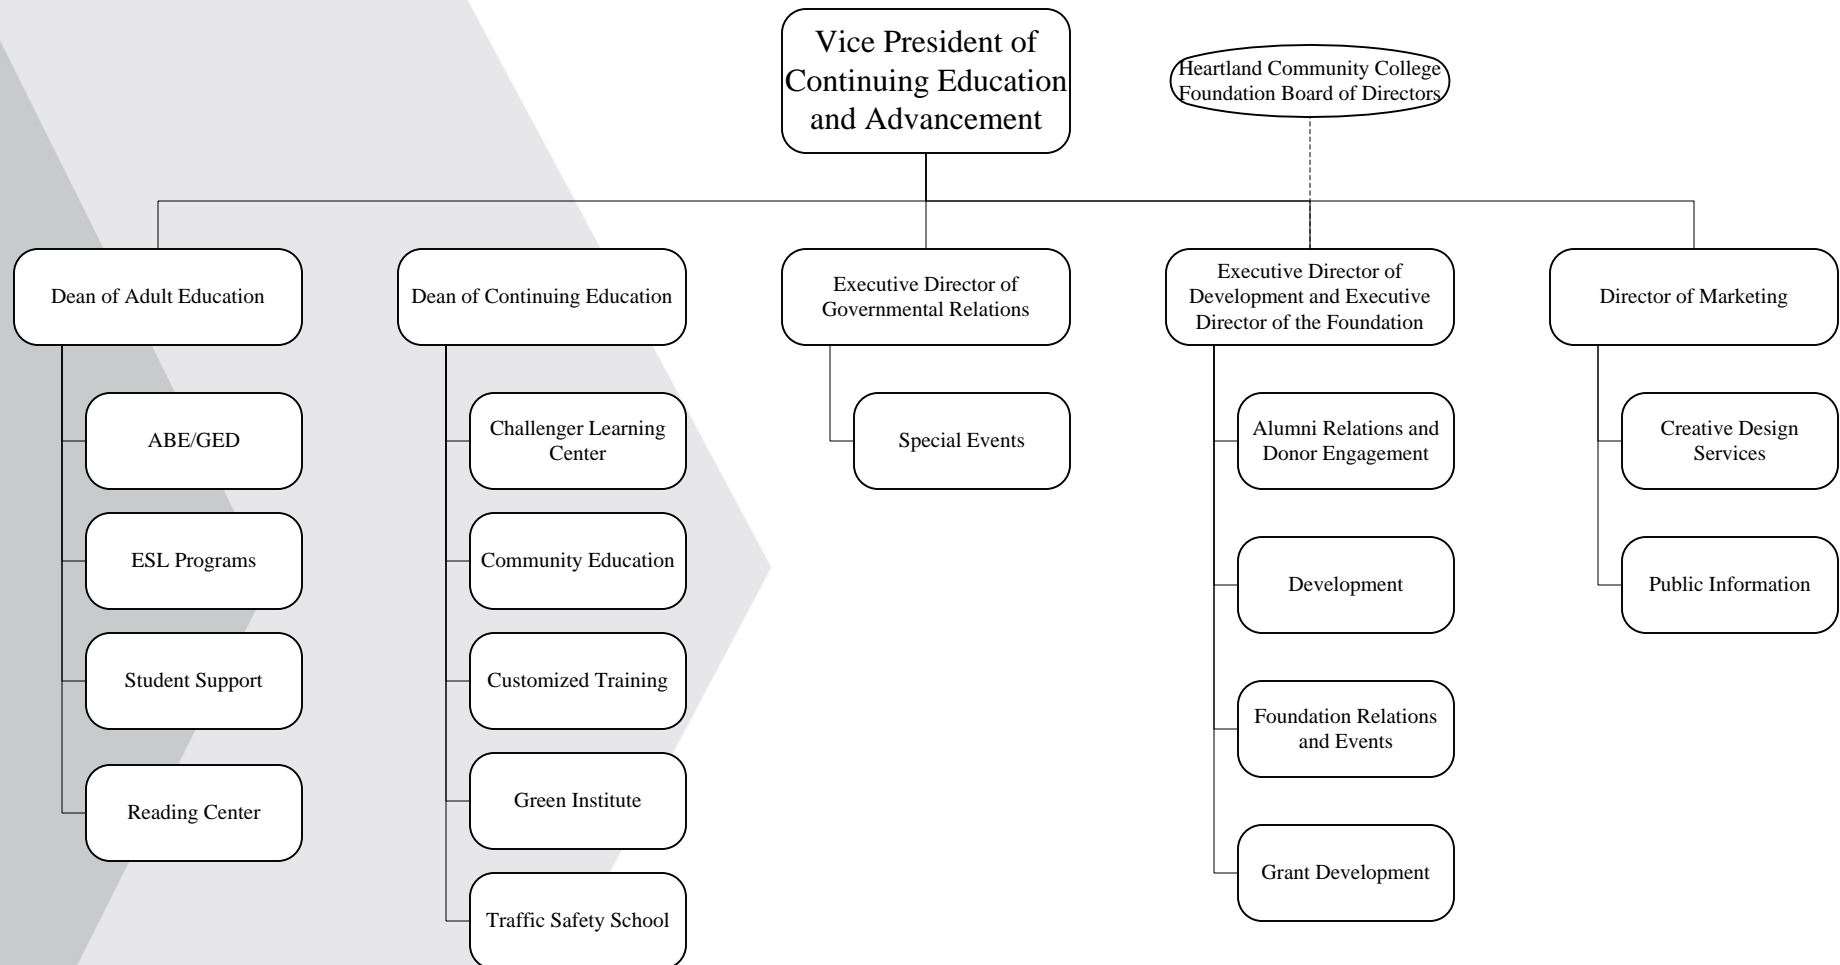 Vice President of
Continuing Education
and Advancement
Heartland Community College
Foundation Board of Directors
Dean of Adult Education
Dean of Continuing Education
Executive Director of
Governmental Relations
Executive Director of
Development and Executive
Director of the Foundation
Director of Marketing
ABE/GED
ESL Programs
Student Support
Reading Center
Challenger Learning
Center
Community Education
Customized Training
Green Institute
Traffic Safety School
Special Events
Alumni Relations and
Donor Engagement
Development
Foundation Relations
and Events
Grant Development
Creative Design
Services
Public Information